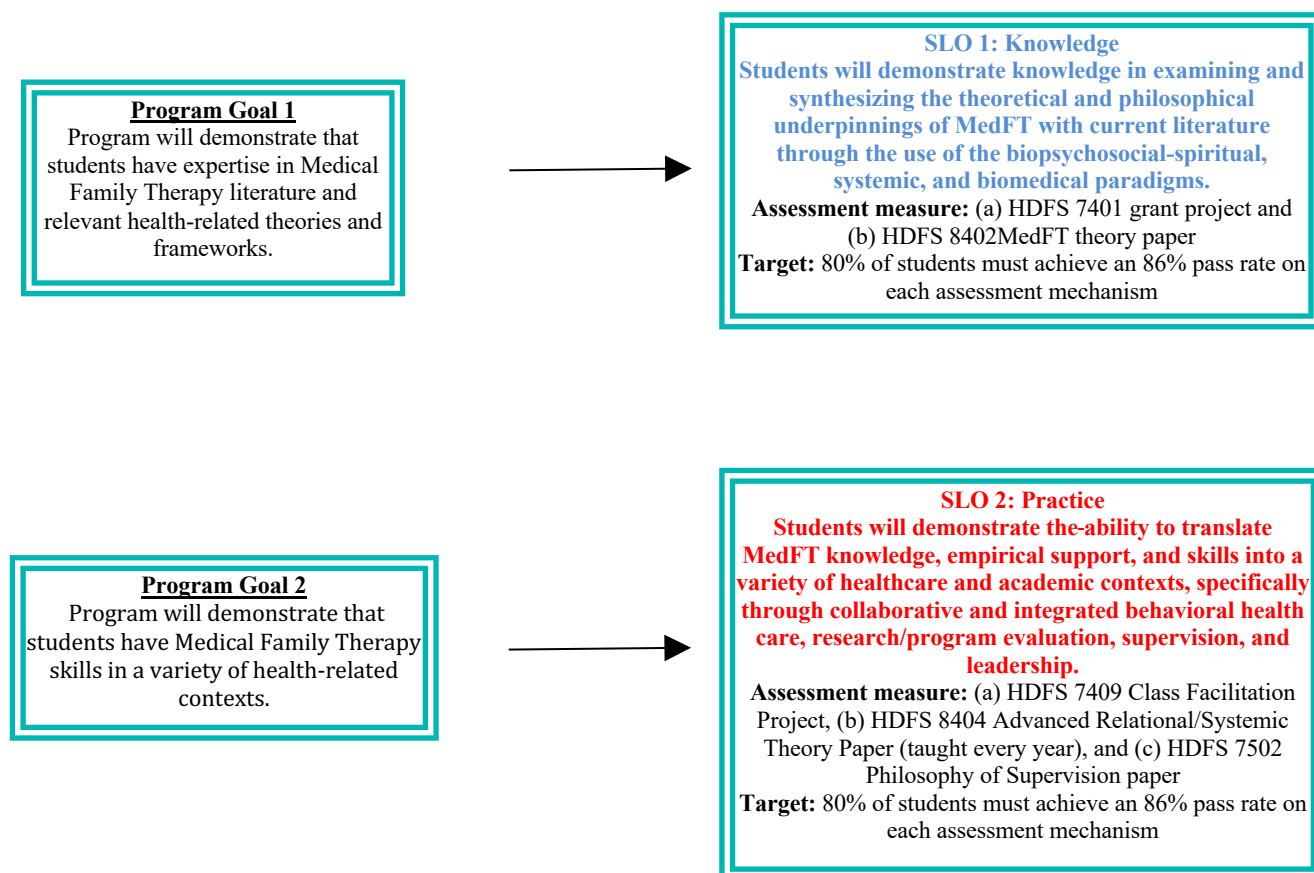 Program Goal 1
Program will demonstrate that
students have expertise in Medical
Family Therapy literature and
relevant health-related theories and
frameworks.
SLO 1: Knowledge
Students will demonstrate knowledge in examining and
synthesizing the theoretical and philosophical
underpinnings of MedFT with current literature
through the use of the biopsychosocial-spiritual,
systemic, and biomedical paradigms.
Assessment measure: (a) HDFS 7401 grant project and
(b) HDFS 8402MedFT theory paper
Target: 80% of students must achieve an 86% pass rate on
each assessment mechanism
Program Goal 2
Program will demonstrate that
students have Medical Family Therapy
skills in a variety of health-related
contexts.
SLO 2: Practice
Students will demonstrate the-ability to translate
MedFT knowledge, empirical support, and skills into a
variety of healthcare and academic contexts, specifically
through collaborative and integrated behavioral health
care, research/program evaluation, supervision, and
leadership.
Assessment measure: (a) HDFS 7409 Class Facilitation
Project, (b) HDFS 8404 Advanced Relational/Systemic
Theory Paper (taught every year), and (c) HDFS 7502
Philosophy of Supervision paper
Target: 80% of students must achieve an 86% pass rate on
each assessment mechanism